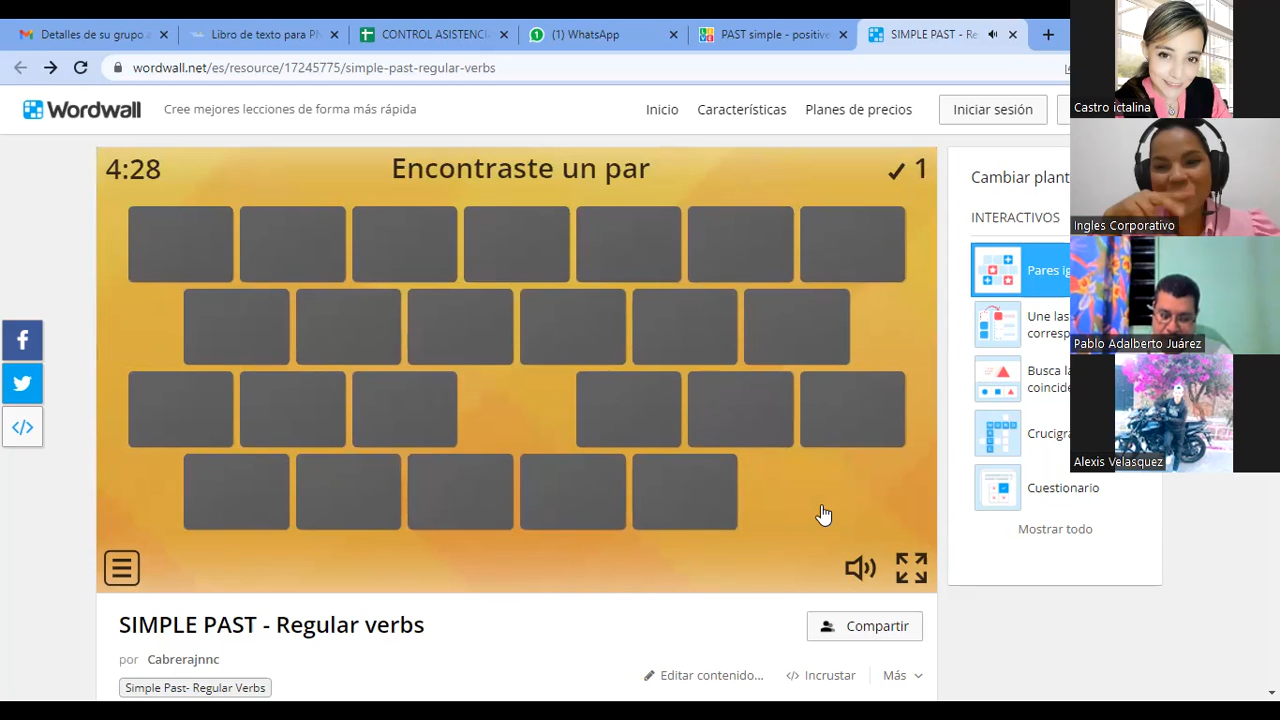 Detalles de su grupo a
Libro de texto para PN
CONTROL ASISTENCI
(1) WhatsApp
PAST simple - positive
SIMPLE PAST - Re
wordwall.net/es/resource/17245775/simple-past-regular-verbs
Wordwall
Cree mejores lecciones de forma más rápida
Inicio
Características
Planes de precios
Iniciar sesión
4:28
Encontraste un par
1
Cambiar plant
INTERACTIVOS
Pares ig
Une las
corresp
Busca la
coincide
Crucigra
Cuestionario
Mostrar todo
SIMPLE PAST - Regular verbs
Compartir
por Cabrerajnnc
Editar contenido...
Incrustar
Más
Simple Past- Regular Verbs
Castro ictalina
Ingles Corporativo
Pablo Adalberto Juárez
Alexis Velasquez